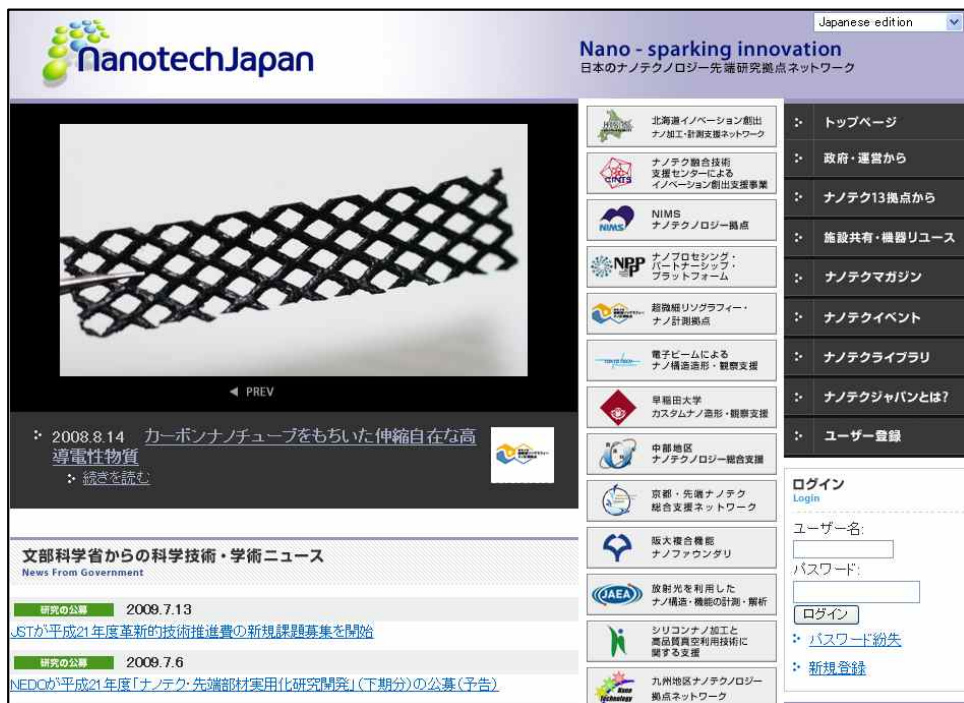 nanotechJapan
Japanese edition
Nano - sparking innovation
日本のナノテクノロジー先端研究拠点ネットワーク
◀ PREV
2008.8.14 カーボンナノチューブをもちいた伸縮自在な高
導電性物質
続きを読む
文部科学省からの科学技術・学術ニュース
News From Government
研究の公募 2009.7.13
JSTが平成21年度革新的技術推進費の新規課題募集を開始
研究の公募 2009.7.6
NEDOが平成21年度「ナノテク・先端部材実用化研究開発」(下期分)の公募(予告)
北海道イノベーション創出
ナノ加工・計測支援ネットワーク
CINTS
ナノテク融合技術
支援センターによる
イノベーション創出支援事業
NIMS
NIMS
ナノテクノロジー拠点
NPPP
ナノプロセシング・
パートナーシップ・
プラットフォーム
超微細リソグラフィー・
ナノ計測拠点
電子ビームによる
ナノ構造造形・観察支援
早稲田大学
カスタムナノ造形・観察支援
中部地区
ナノテクノロジー総合支援
京都・先端ナノテク
総合支援ネットワーク
阪大複合機能
ナノファウンダリ
JAEA
放射光を利用した
ナノ構造・機能の計測・解析
シリコンナノ加工と
高品質真空利用技術に
関する支援
Nano
technology
九州地区ナノテクノロジー
拠点ネットワーク
トップページ
政府・運営から
ナノテク13拠点から
施設共有・機器リユース
ナノテクマガジン
ナノテクイベント
ナノテクライブラリ
ナノテクジャパンとは?
ユーザー登録
ログイン
Login
ユーザー名:
パスワード:
ログイン
パスワード紛失
新規登録